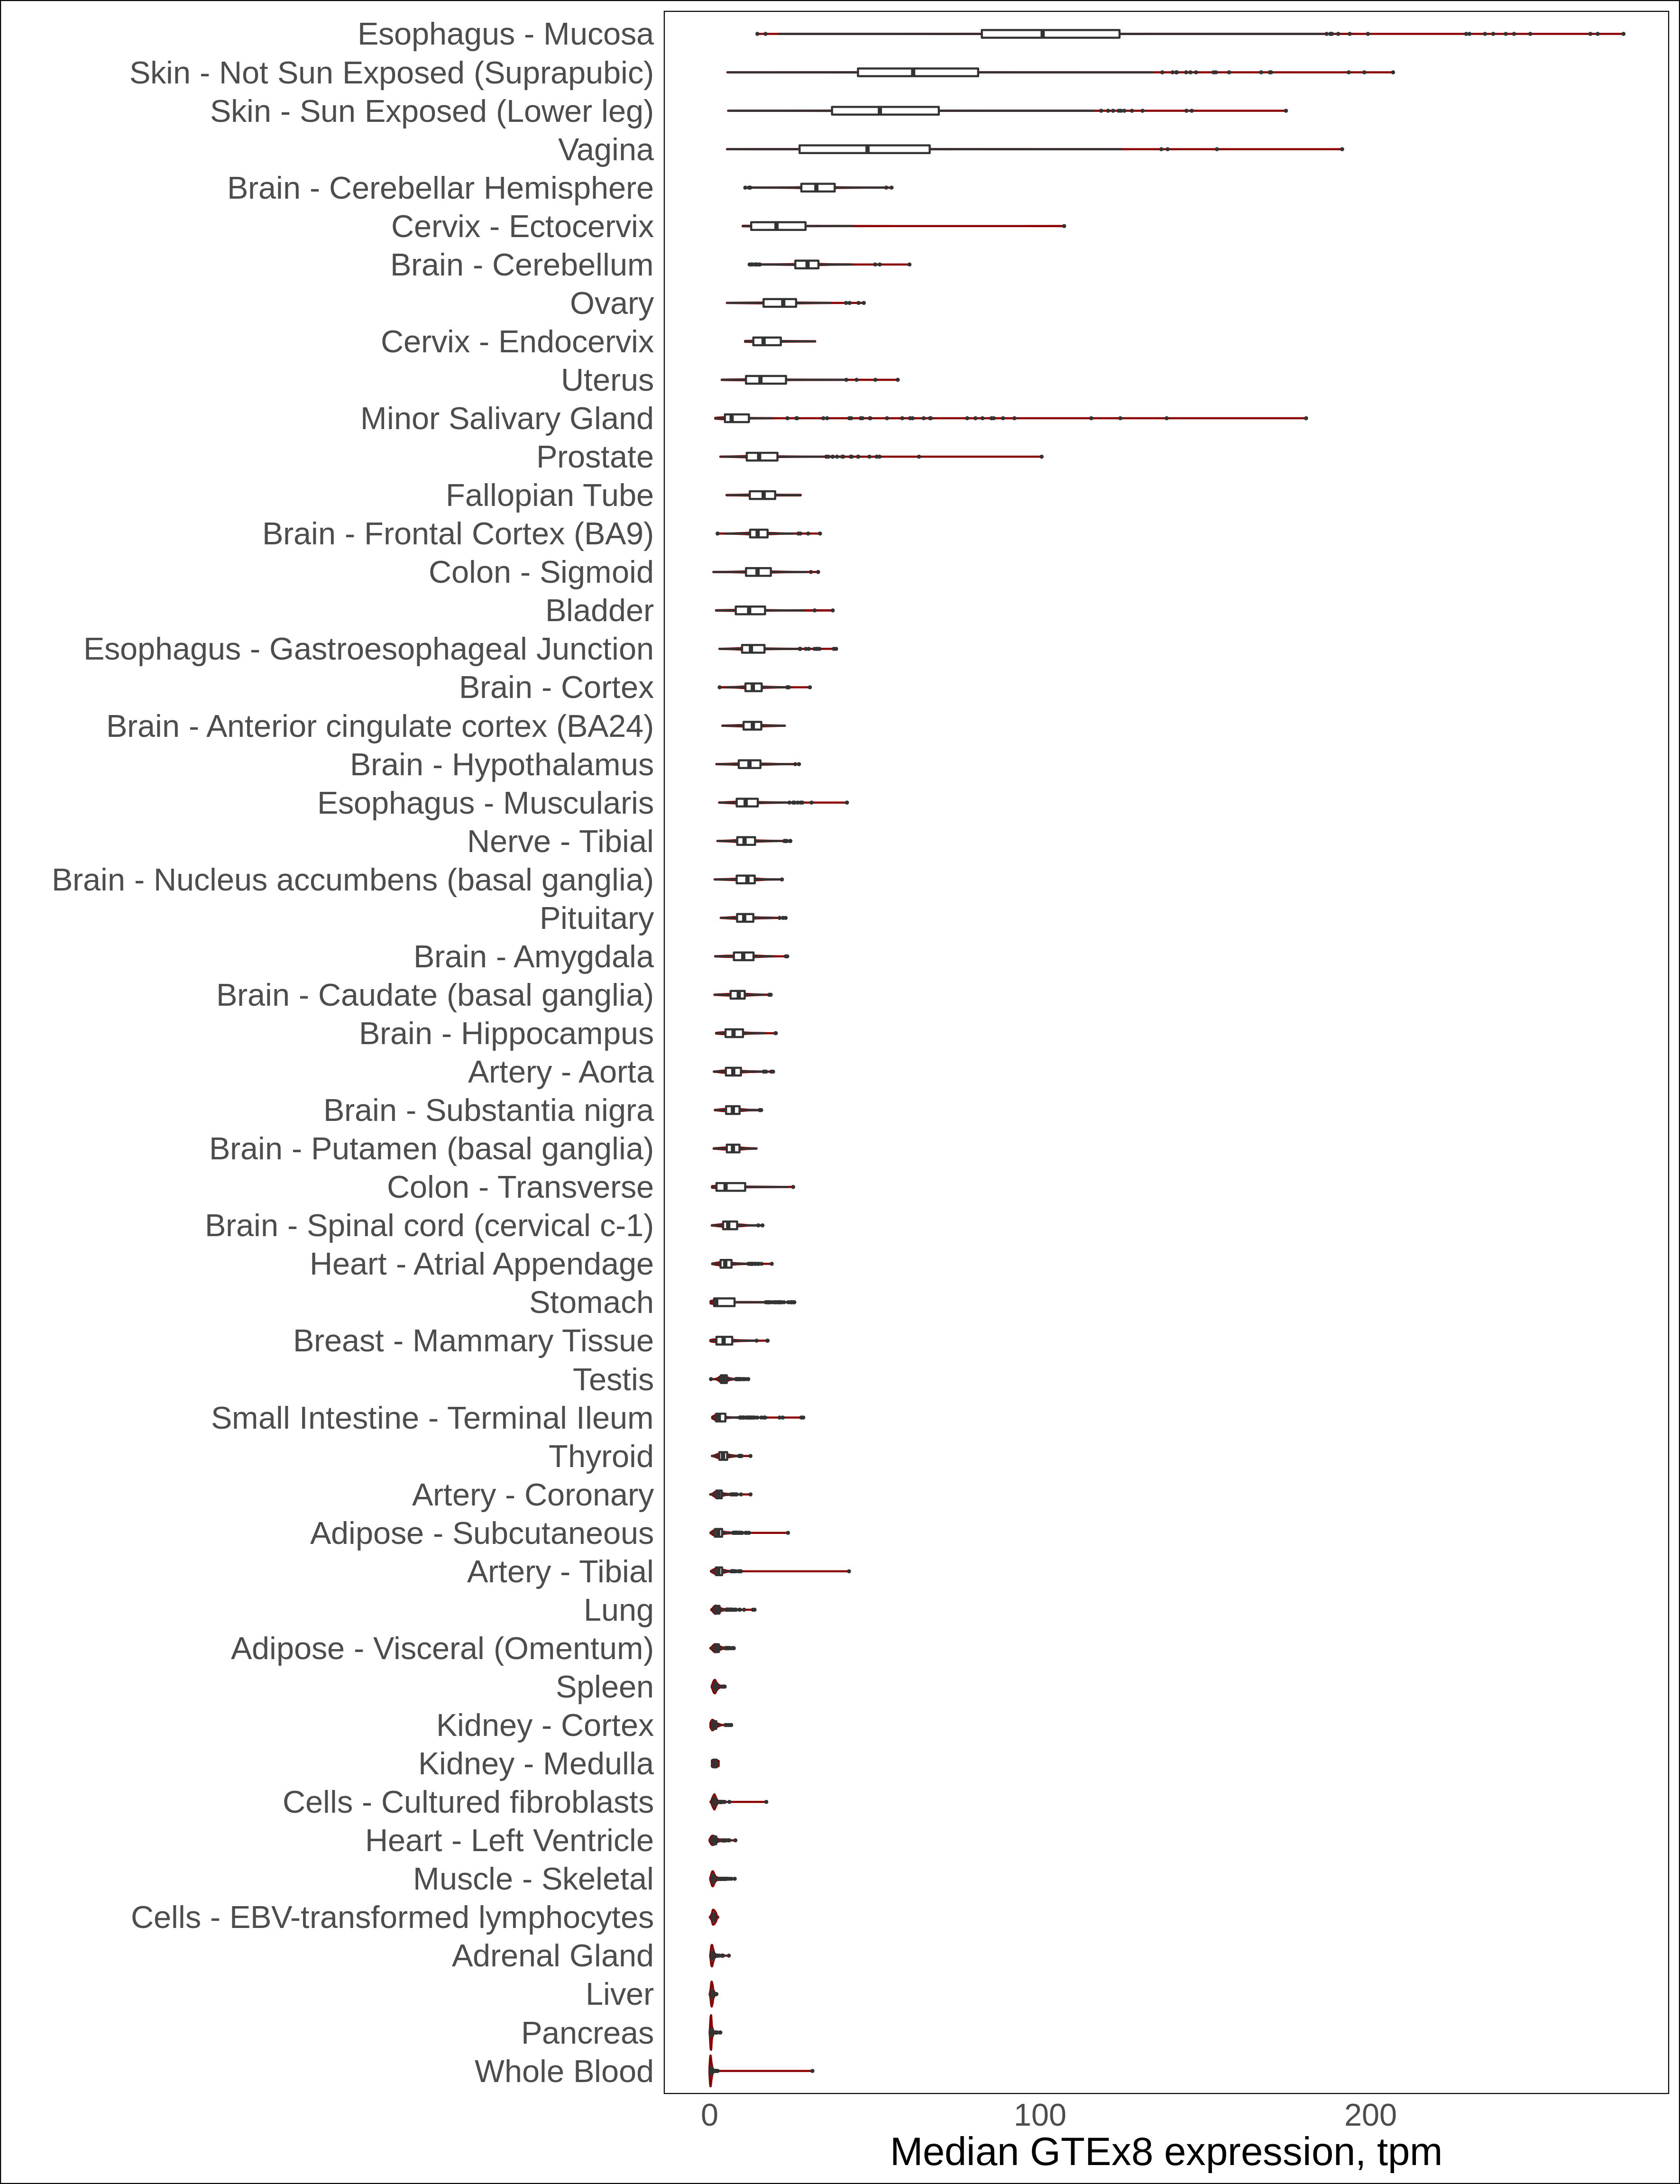 Esophagus - Mucosa
Skin - Not Sun Exposed (Suprapubic)
Skin - Sun Exposed (Lower leg)
Vagina
Brain - Cerebellar Hemisphere
Cervix - Ectocervix
Brain - Cerebellum
Ovary
Cervix - Endocervix
Uterus
Minor Salivary Gland
Prostate
Fallopian Tube
Brain - Frontal Cortex (BA9)
Colon - Sigmoid
Bladder
Esophagus - Gastroesophageal Junction
Brain - Cortex
Brain - Anterior cingulate cortex (BA24)
Brain - Hypothalamus
Esophagus - Muscularis
Nerve - Tibial
Brain - Nucleus accumbens (basal ganglia)
Pituitary
Brain - Amygdala
Brain - Caudate (basal ganglia)
Brain - Hippocampus
Artery - Aorta
Brain - Substantia nigra
Brain - Putamen (basal ganglia)
Colon - Transverse
Brain - Spinal cord (cervical c-1)
Heart - Atrial Appendage
Stomach
Breast - Mammary Tissue
Testis
Small Intestine - Terminal Ileum
Thyroid
Artery - Coronary
Adipose - Subcutaneous
Artery - Tibial
Lung
Adipose - Visceral (Omentum)
Spleen
Kidney - Cortex
Kidney - Medulla
Cells - Cultured fibroblasts
Heart - Left Ventricle
Muscle - Skeletal
Cells - EBV-transformed lymphocytes
Adrenal Gland
Liver
Pancreas
Whole Blood
0 100 200
Median GTEx8 expression, tpm